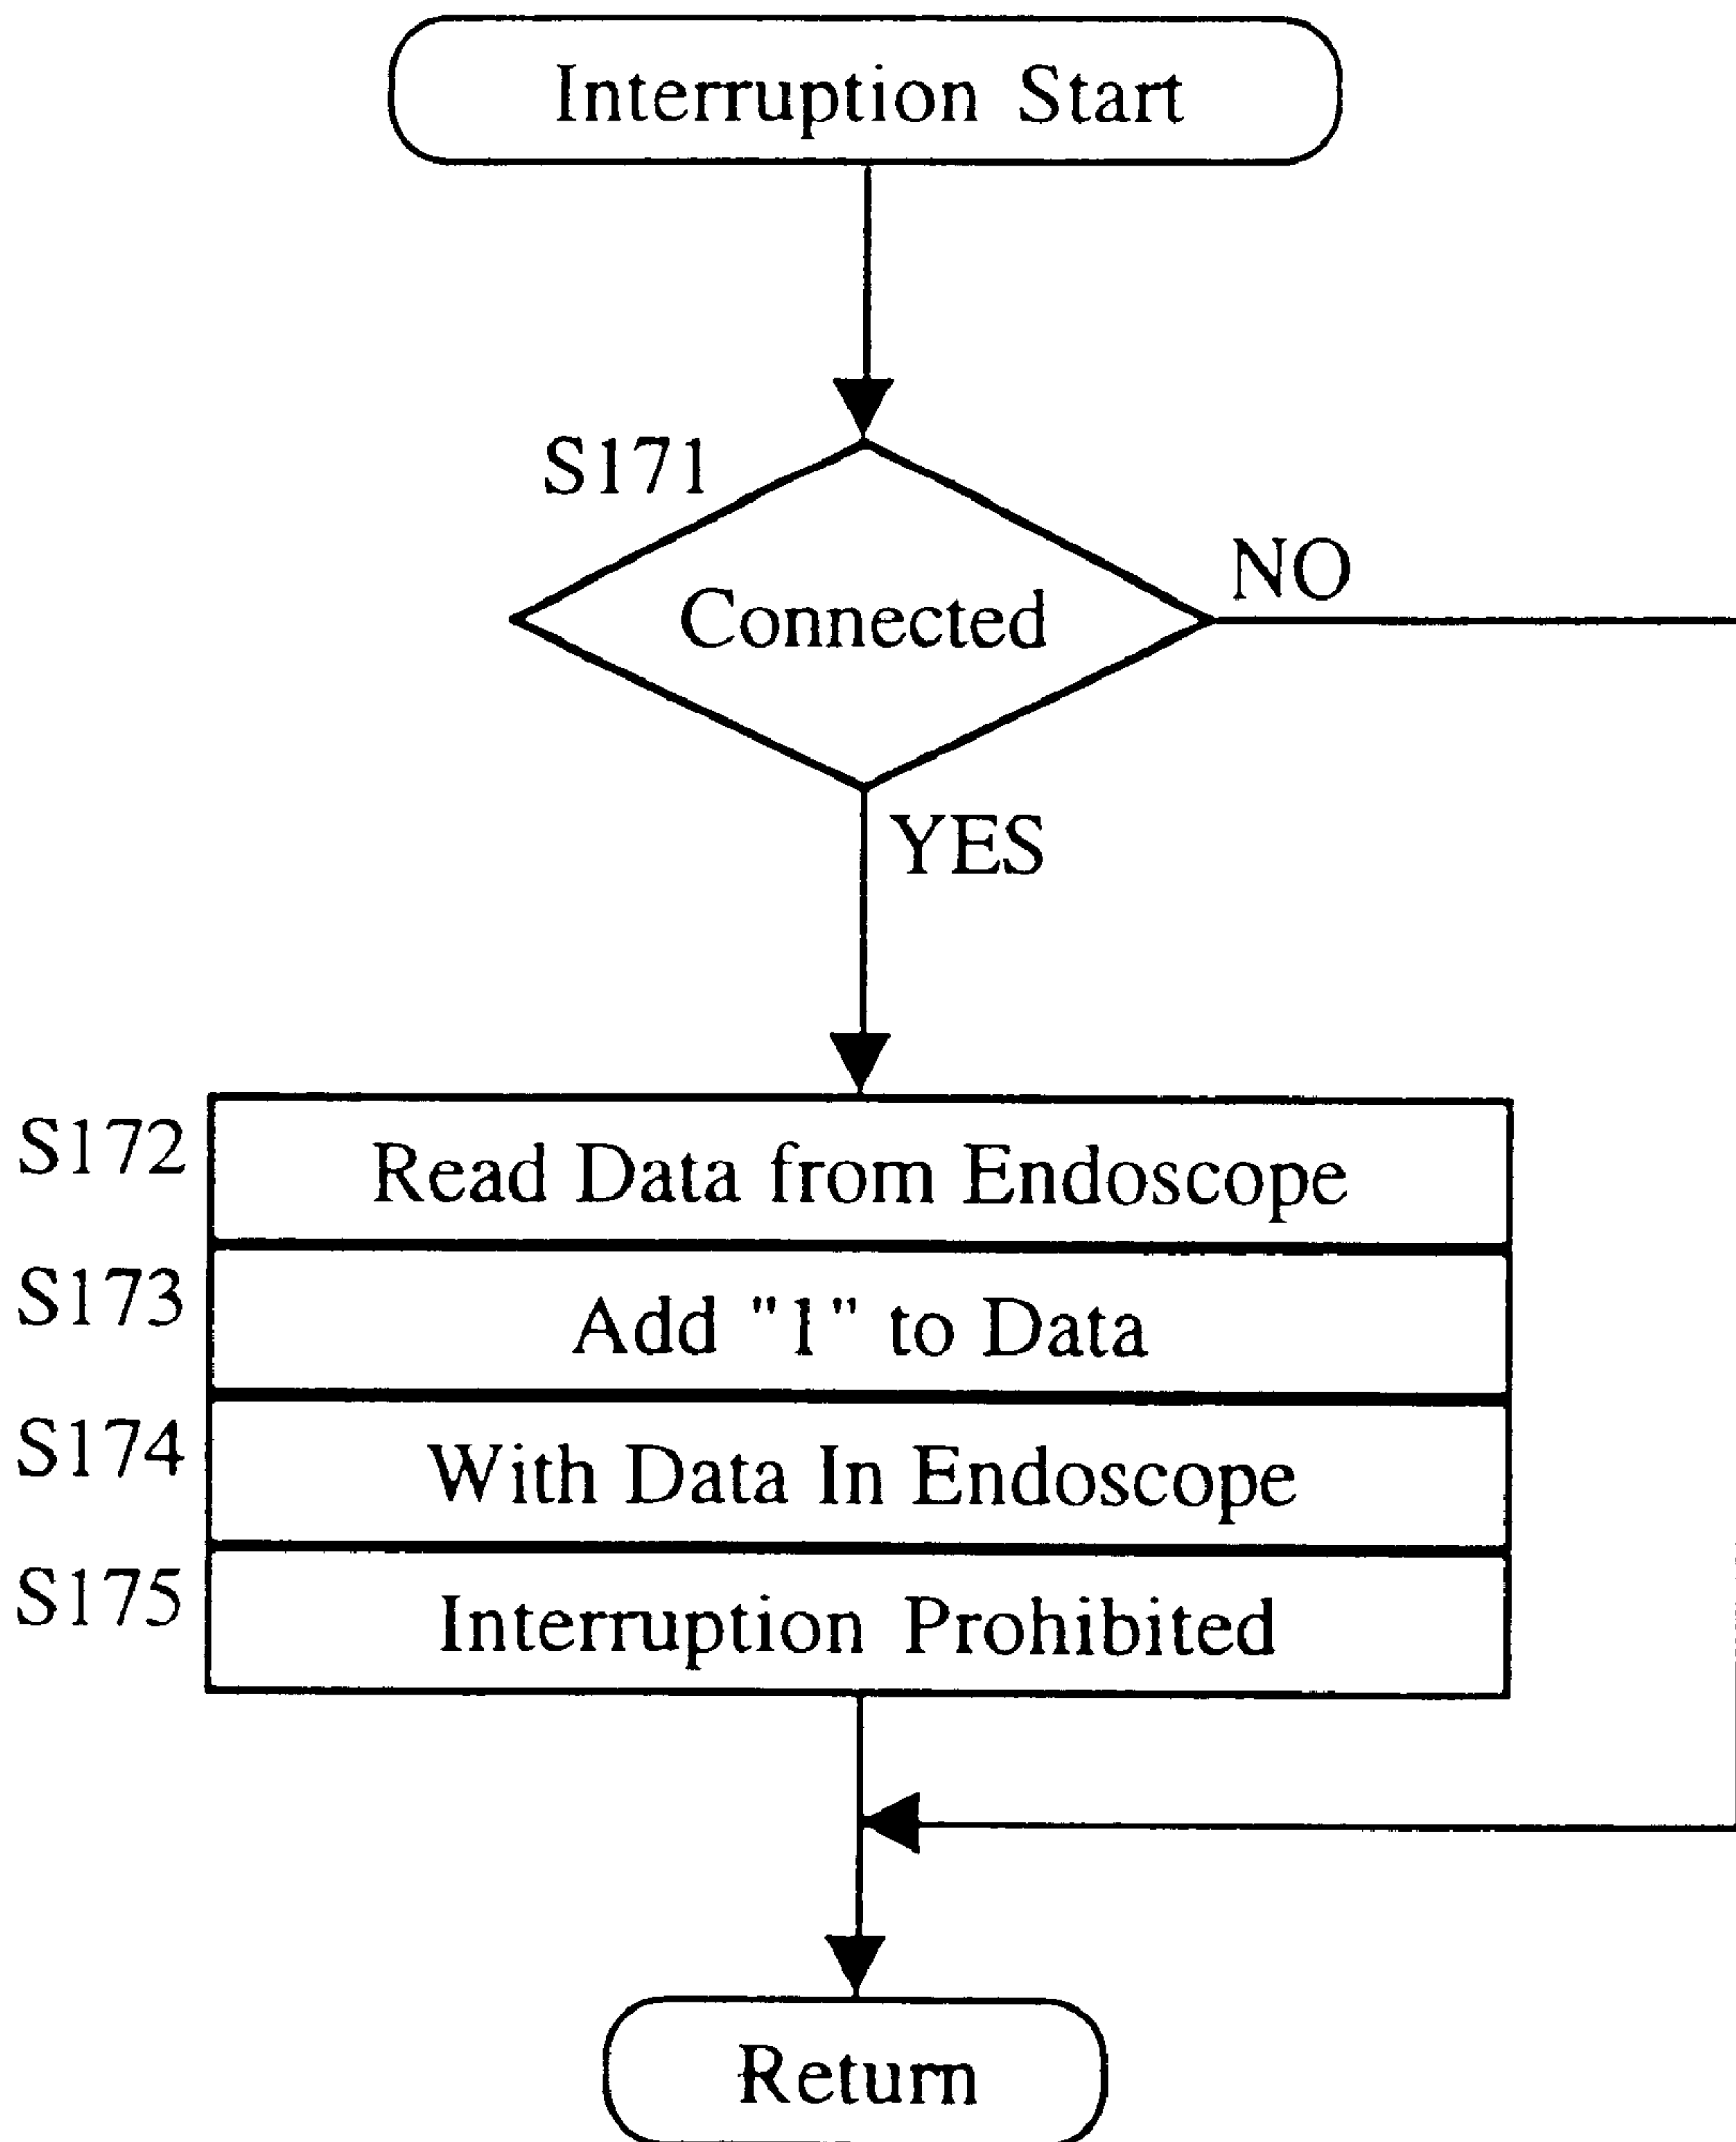 Interruption Start
S171
Connected
NO
YES
S172
Read Data from Endoscope
S173
Add "1" to Data
S174
With Data In Endoscope
S175
Interruption Prohibited
Return